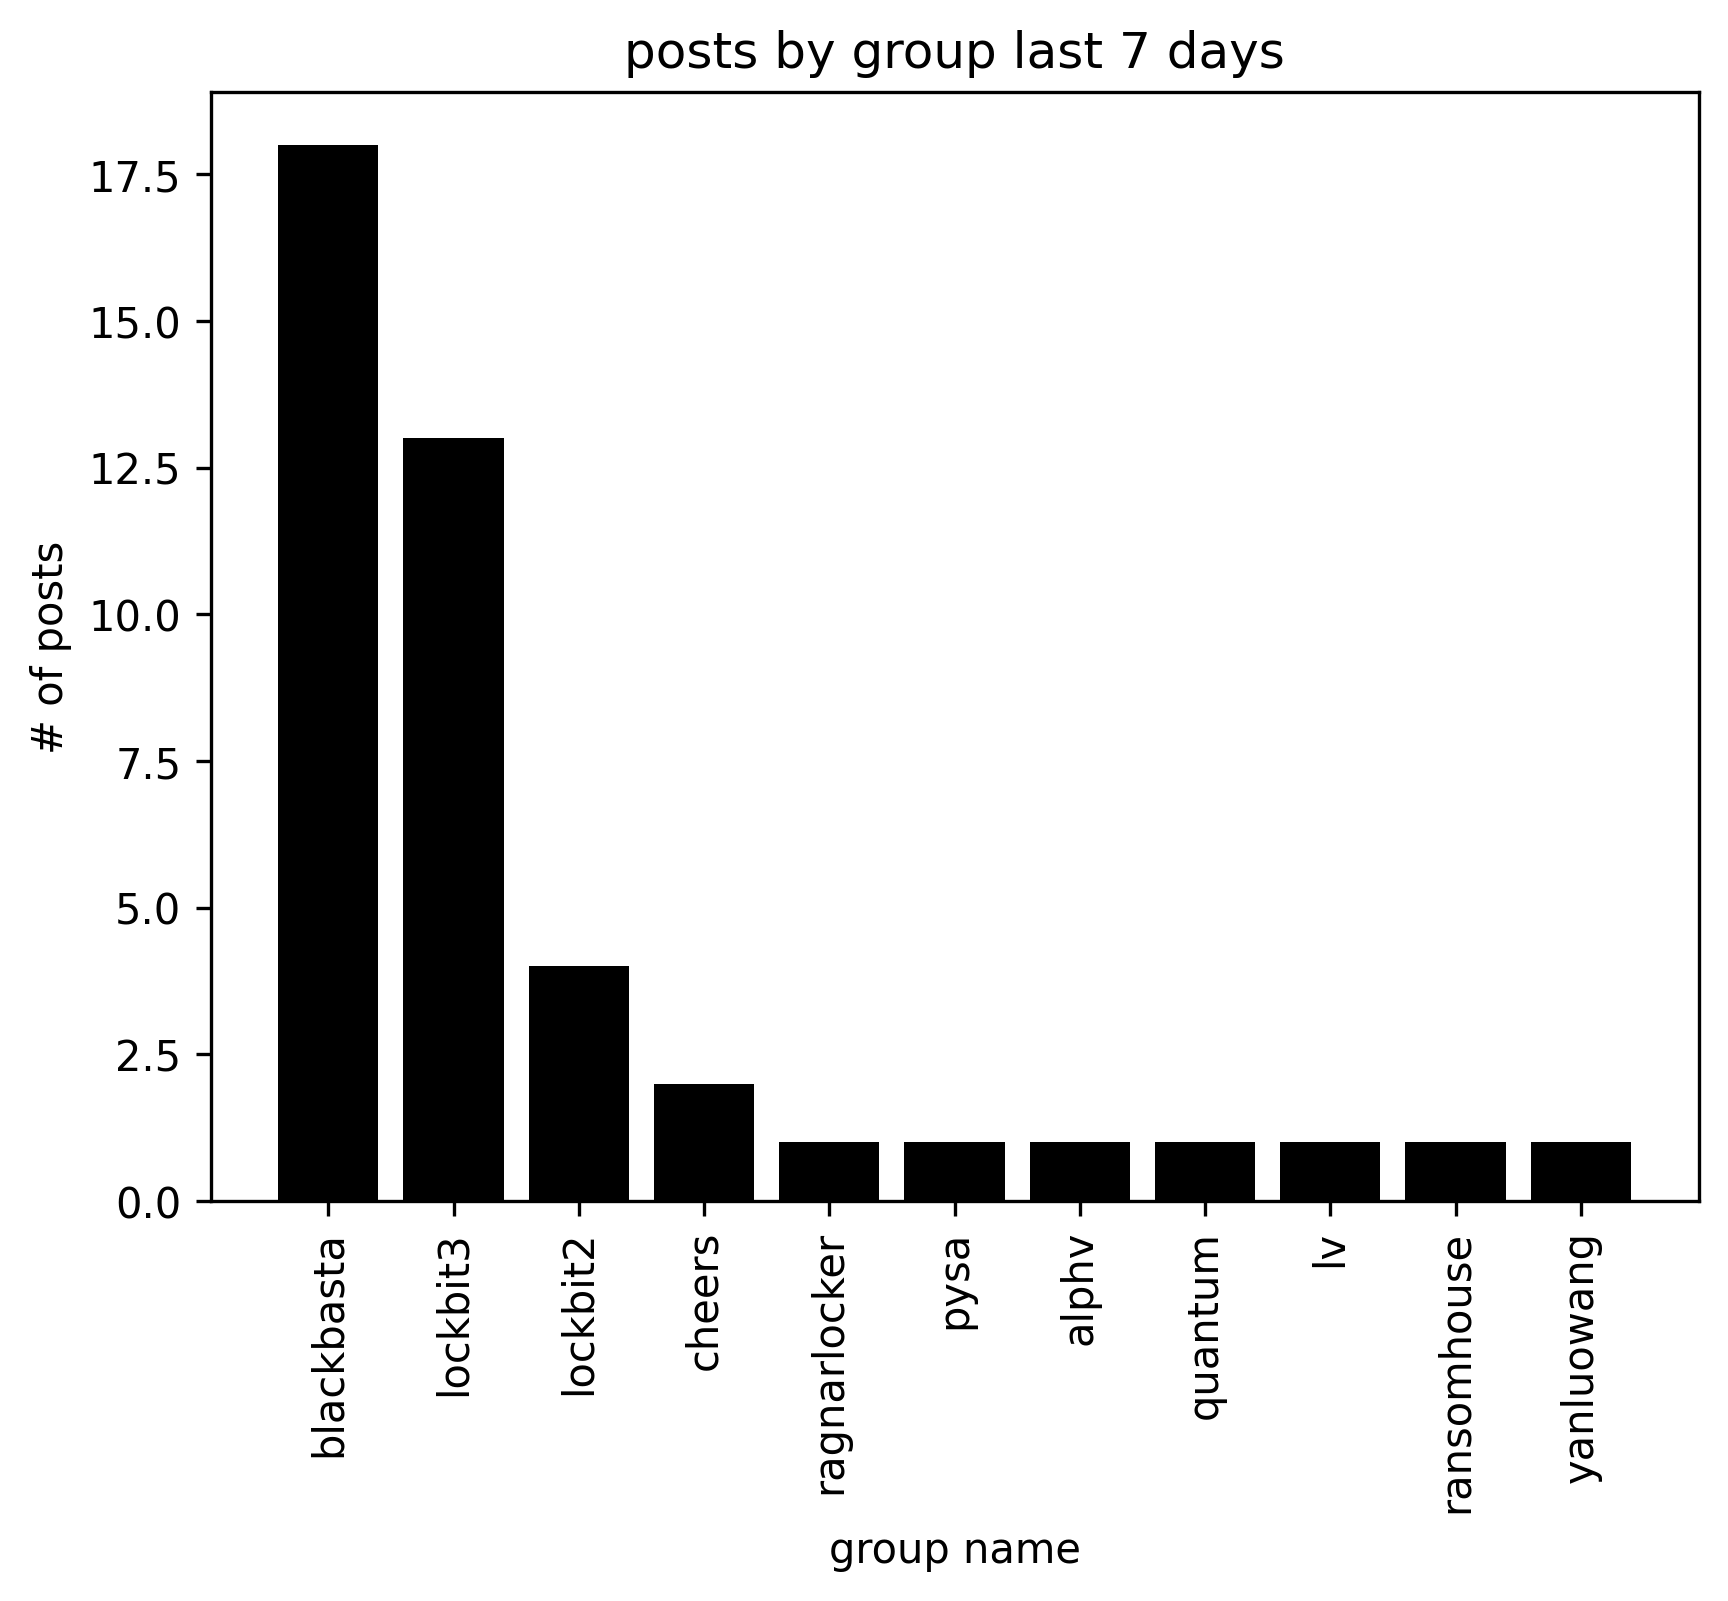 posts by group last 7 days
# of posts
17.5
15.0
12.5
10.0
7.5
5.0
2.5
0.0
blackbasta
lockbit3
lockbit2
cheers
ragnarlocker
pysa
alphv
quantum
lv
ransomhouse
yanluowang
group name